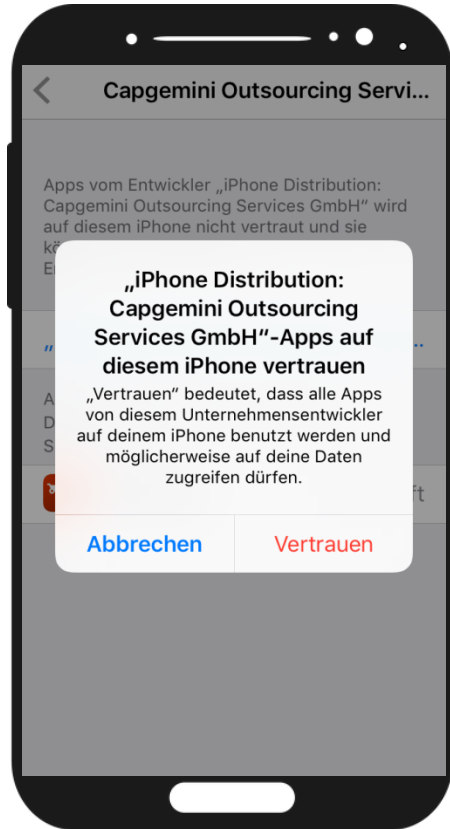 Capgemini Outsourcing Servi...
Apps vom Entwickler „iPhone Distribution:
Capgemini Outsourcing Services GmbH“ wird
auf diesem iPhone nicht vertraut und sie
„iPhone Distribution:
Capgemini Outsourcing
Services GmbH“-Apps auf
diesem iPhone vertrauen
„Vertrauen“ bedeutet, dass alle Apps
von diesem Unternehmensentwickler
auf deinem iPhone benutzt werden und
möglicherweise auf deine Daten
zugreifen dürfen.
Abbrechen
Vertrauen